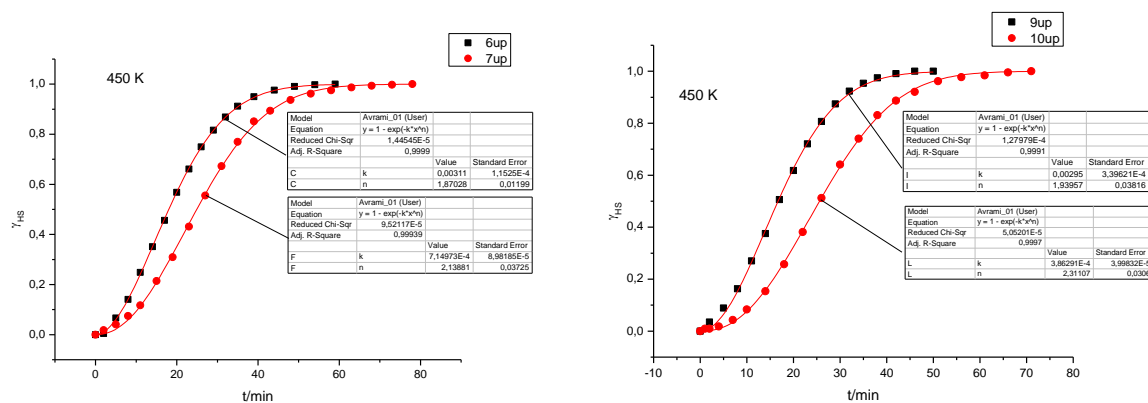 6up
7up
450 K
1,0
0,8
0,6
0,4
0,2
0,0
γHS
0 20 40 60 80
t/min
Model Avrami_01 (User)
Equation y = 1 - exp(-k*x^n)
Reduced Chi-Sqr 1,44545E-5
Adj. R-Square 0,9999
Value Standard Error
C k 0,00311 1,1525E-4
C n 1,87028 0,01199
Model Avrami_01 (User)
Equation y = 1 - exp(-k*x^n)
Reduced Chi-Sqr 9,52117E-5
Adj. R-Square 0,99939
Value Standard Error
F k 7,14973E-4 8,98185E-5
F n 2,13881 0,03725
9up
10up
450 K
1,0
0,8
0,6
0,4
0,2
0,0
γHS
-10 0 10 20 30 40 50 60 70 80
t/min
Model Avrami_01 (User)
Equation y = 1 - exp(-k*x^n)
Reduced Chi-Sqr 1,27979E-4
Adj. R-Square 0,9991
Value Standard Error
I k 0,00295 3,39621E-4
I n 1,93957 0,03816
Model Avrami_01 (User)
Equation y = 1 - exp(-k*x^n)
Reduced Chi-Sqr 5,05201E-5
Adj. R-Square 0,9997
Value Standard Error
L k 3,86291E-4 3,99832E-5
L n 2,31107